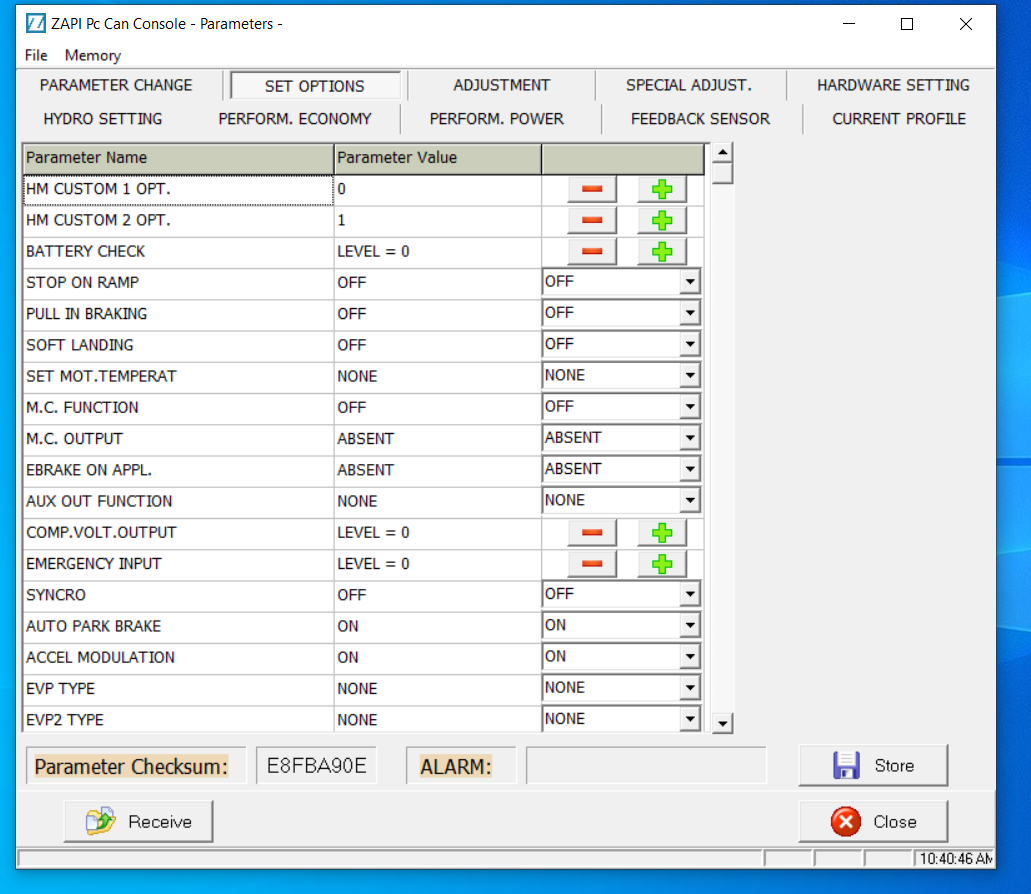 ZAPI Pc Can Console - Parameters -
File Memory
PARAMETER CHANGE SET OPTIONS ADJUSTMENT SPECIAL ADJUST. HARDWARE SETTING
HYDRO SETTING PERFORM. ECONOMY PERFORM. POWER FEEDBACK SENSOR CURRENT PROFILE
Parameter Name Parameter Value
HM CUSTOM 1 OPT. 0
HM CUSTOM 2 OPT. 1
BATTERY CHECK LEVEL = 0
STOP ON RAMP OFF OFF
PULL IN BRAKING OFF OFF
SOFT LANDING OFF OFF
SET MOT.TEMPERAT NONE NONE
M.C. FUNCTION OFF OFF
M.C. OUTPUT ABSENT ABSENT
EBRAKE ON APPL. ABSENT ABSENT
AUX OUT FUNCTION NONE NONE
COMP.VOLT.OUTPUT LEVEL = 0
EMERGENCY INPUT LEVEL = 0
SYNCRO OFF OFF
AUTO PARK BRAKE ON ON
ACCEL MODULATION ON ON
EVP TYPE NONE NONE
EVP2 TYPE NONE NONE
Parameter Checksum: E8FBA90E ALARM: Store
Receive Close
10:40:46 AM